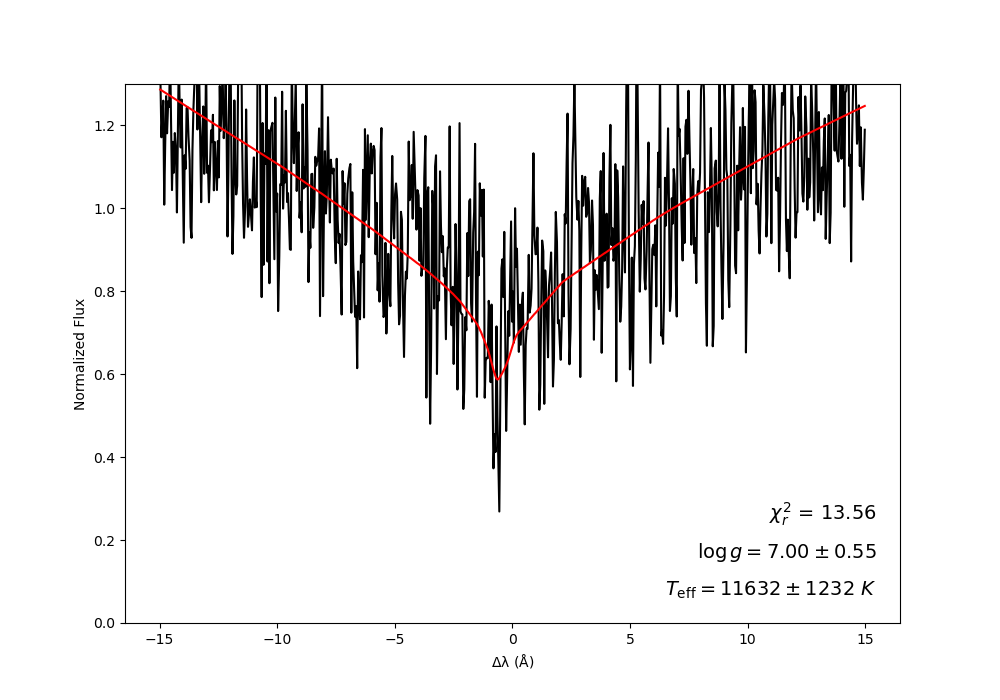 Normalized Flux
1.2
1.0
0.8
0.6
0.4
0.2
0.0
χ²ᵣ = 13.56
log g = 7.00 ± 0.55
T_eff = 11632 ± 1232 K
−15 −10 −5 0 5 10 15
Δλ (Å)